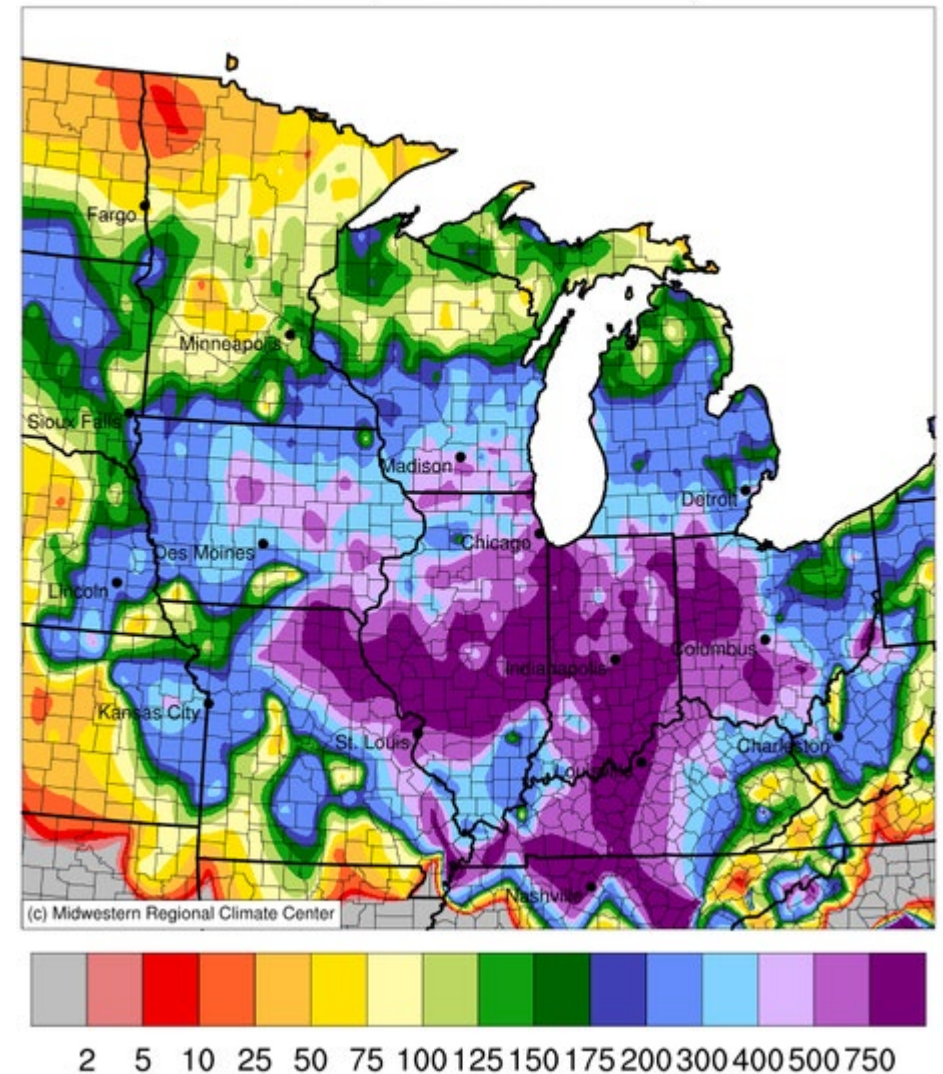 Fargo
Minneapolis
Sioux Falls
Madison
Detroit
Chicago
Des Moines
Lincoln
Columbus
Indianapolis
Kansas City
St. Louis
Charleston
Louisville
Nashville
(c) Midwestern Regional Climate Center
2 5 10 25 50 75 100 125 150 175 200 300 400 500 750